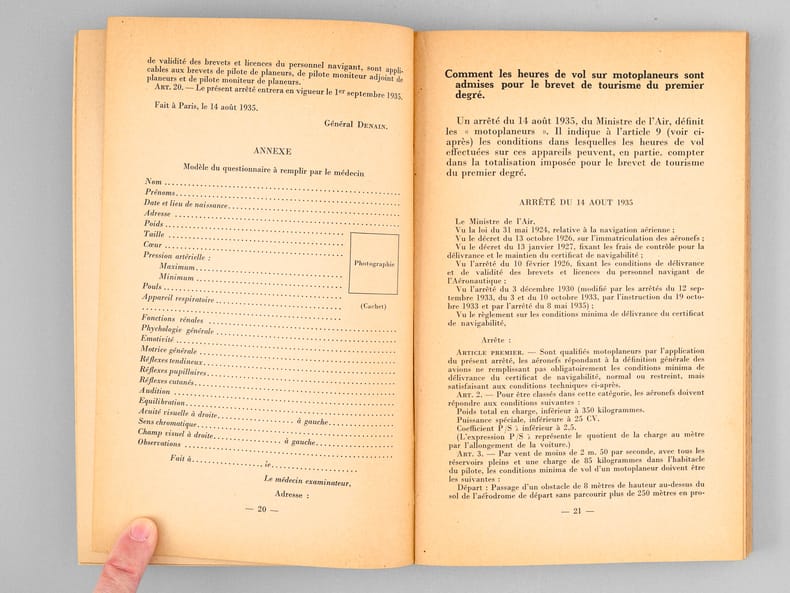 de validité des brevets et licences du personnel navigant, sont appli-
cables aux brevets de pilote de planeurs, de pilote moniteur adjoint de
planeurs et de pilote moniteur de planeurs.
ART. 20. — Le présent arrêté entrera en vigueur le 1er septembre 1935.
Fait à Paris, le 14 août 1935.
Général DENAIN.
ANNEXE
Modèle du questionnaire à remplir par le médecin
Nom
Prénoms
Date et lieu de naissance
Adresse
Poids
Taille
Cœur
Pression artérielle :
Maximum
Minimum
Pouls
Appareil respiratoire
Photographie
(Cachet)
Fonctions rénales
Phychologie générale
Emotivité
Motrice générale
Réflexes tendineux
Réflexes pupillaires
Réflexes cutanés
Audition
Equilibration
Acuité visuelle à droite à gauche
Sens chromatique
Champ visuel à droite à gauche
Observations
Fait à le
Le médecin examinateur,
Adresse :
— 20 —
Comment les heures de vol sur motoplaneurs sont
admises pour le brevet de tourisme du premier
degré.
Un arrêté du 14 août 1935, du Ministre de l'Air, définit
les « motoplaneurs ». Il indique à l'article 9 (voir ci-
après) les conditions dans lesquelles les heures de vol
effectuées sur ces appareils peuvent, en partie, compter
dans la totalisation imposée pour le brevet de tourisme
du premier degré.
ARRÊTÉ DU 14 AOUT 1935
Le Ministre de l'Air,
Vu la loi du 31 mai 1924, relative à la navigation aérienne ;
Vu le décret du 13 octobre 1926, sur l'immatriculation des aéronefs ;
Vu le décret du 13 janvier 1927, fixant les frais de contrôle pour la
délivrance et le maintien du certificat de navigabilité ;
Vu l'arrêté du 10 février 1926, fixant les conditions de délivrance
et de validité des brevets et licences du personnel navigant de
l'Aéronautique ;
Vu l'arrêté du 3 décembre 1930 (modifié par les arrêtés du 12 sep-
tembre 1933, du 3 et du 10 octobre 1933, par l'instruction du 19 octo-
bre 1933 et par l'arrêté du 8 mai 1935) ;
Vu le règlement sur les conditions minima de délivrance du certificat
de navigabilité,
Arrête :
ARTICLE PREMIER. — Sont qualifiés motoplaneurs par l'application
du présent arrêté, les aéronefs répondant à la définition générale des
avions ne remplissant pas obligatoirement les conditions minima de
délivrance du certificat de navigabilité, normal ou restreint, mais
satisfaisant aux conditions techniques ci-après.
ART. 2. — Pour être classés dans cette catégorie, les aéronefs doivent
répondre aux conditions suivantes :
Poids total en charge, inférieur à 350 kilogrammes.
Puissance spéciale, inférieure à 25 CV.
Coefficient P/S λ inférieur à 2,5.
(L'expression P/S λ représente le quotient de la charge au mètre
par l'allongement de la voiture.)
ART. 3. — Par vent de moins de 2 m. 50 par seconde, avec tous les
réservoirs pleins et une charge de 85 kilogrammes dans l'habitacle
du pilote, les conditions minima de vol d'un motoplaneur doivent être
les suivantes :
Départ : Passage d'un obstacle de 8 mètres de hauteur au-dessus du
sol de l'aérodrome de départ sans parcourir plus de 250 mètres en pro-
— 21 —